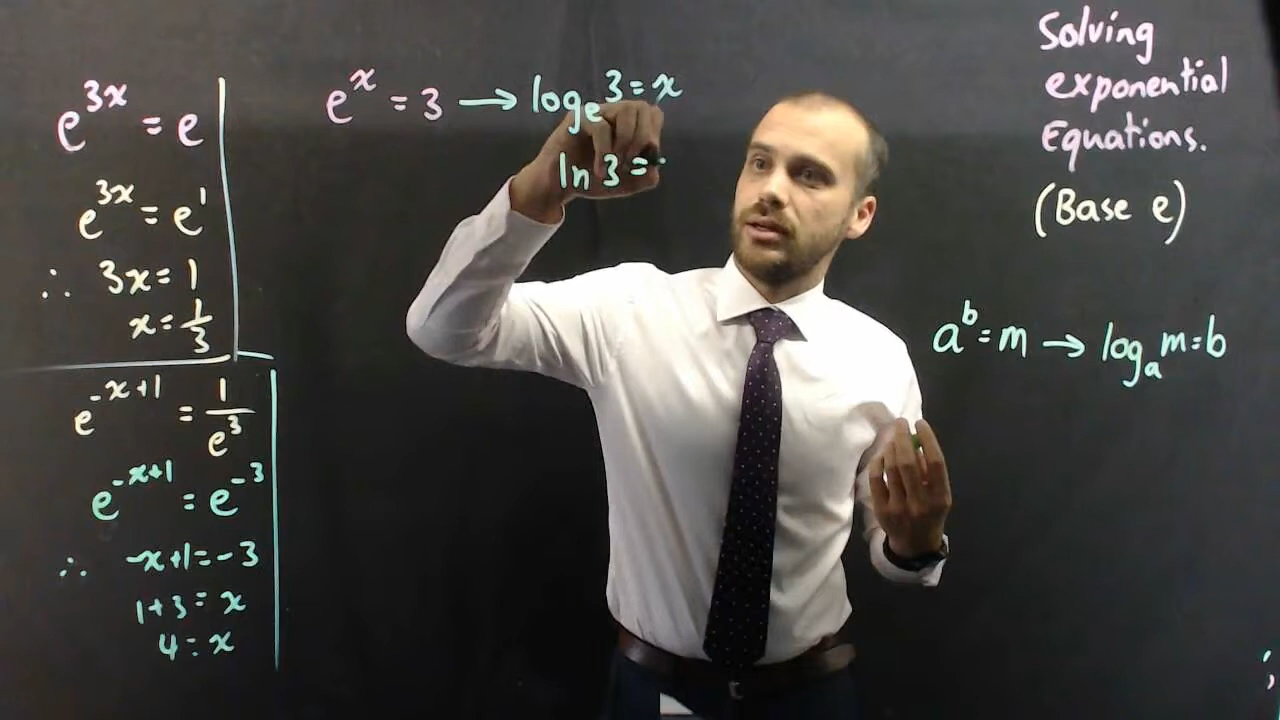 e^{3x} = e
e^{3x} = e^1
∴ 3x = 1
x = 1/3
e^{-x+1} = 1/e^3
e^{-x+1} = e^{-3}
∴ -x+1 = -3
1+3 = x
4 = x
e^x = 3 → log_e 3 = x
ln 3 =
Solving
exponential
Equations.
(Base e)
a^b = m → log_a m = b